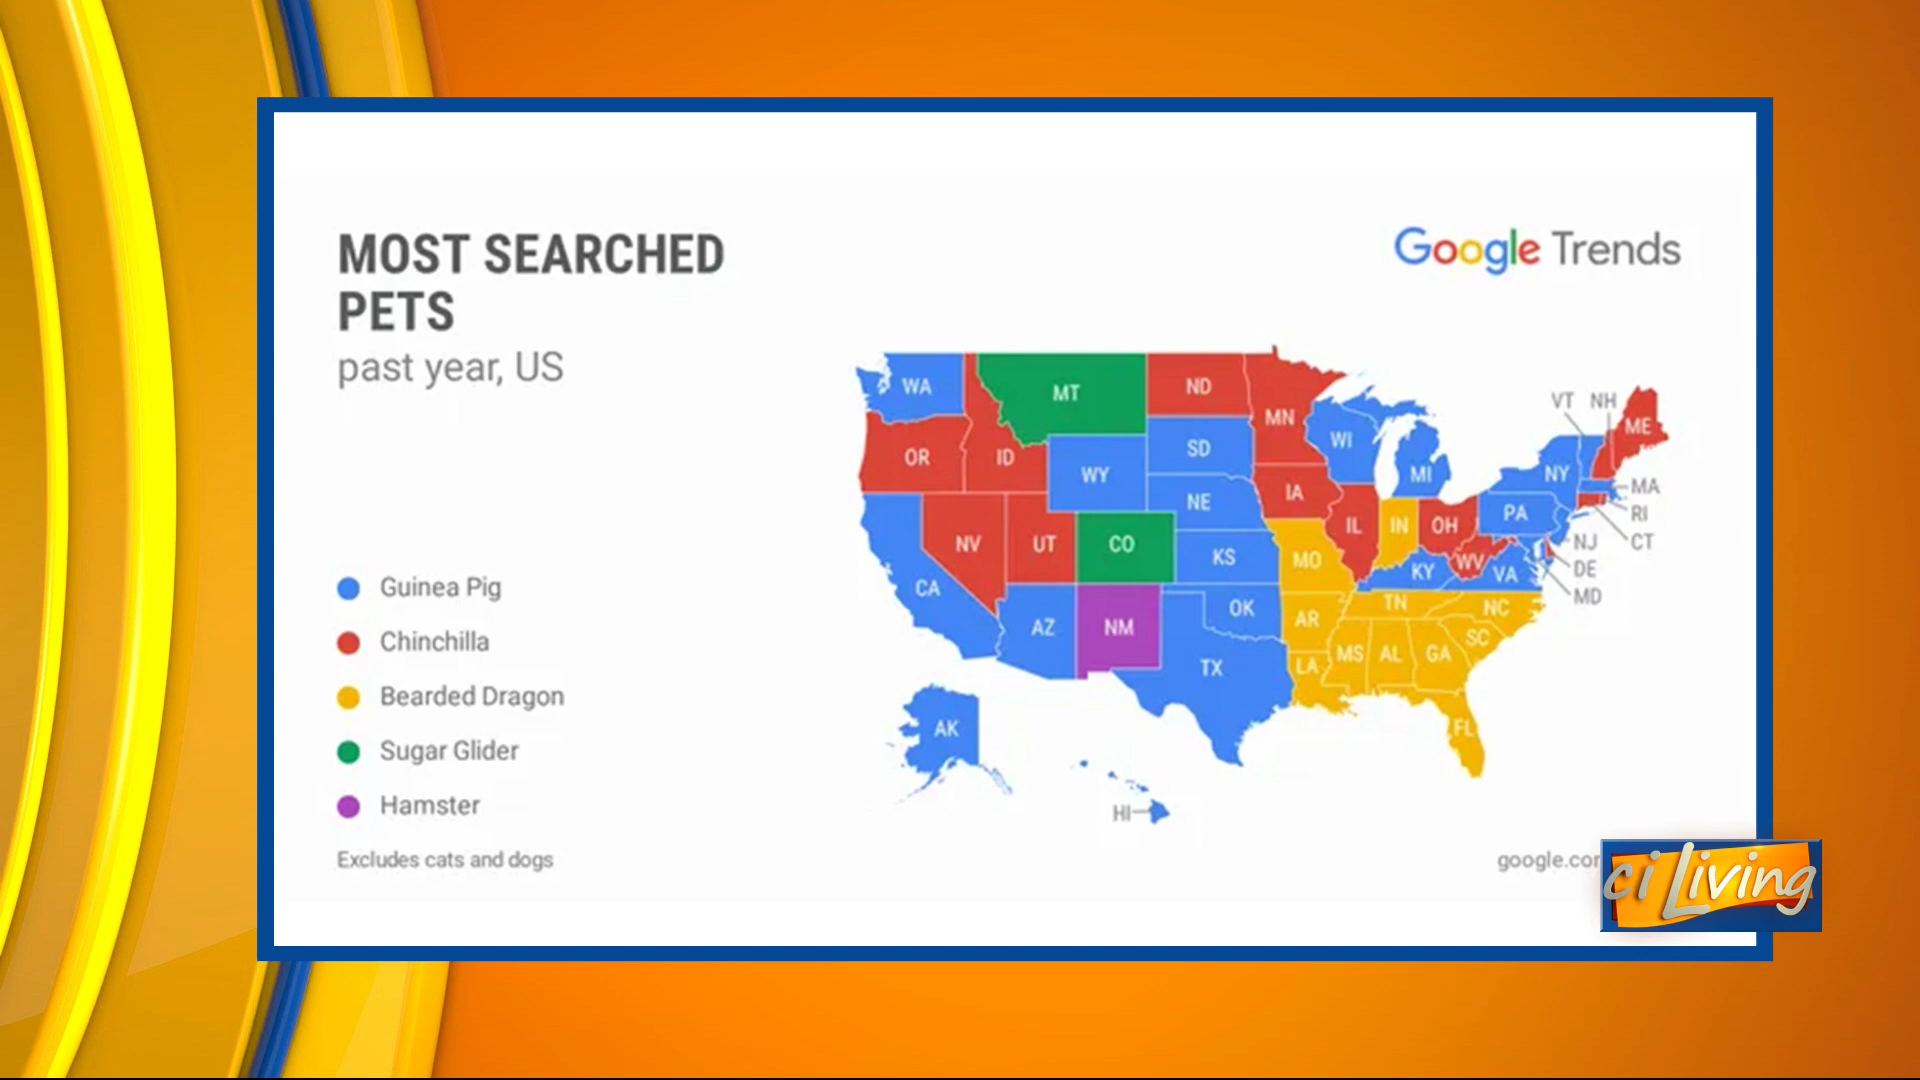 MOST SEARCHED
PETS
past year, US
Google Trends
Guinea Pig
Chinchilla
Bearded Dragon
Sugar Glider
Hamster
Excludes cats and dogs
WA
MT
ND
MN
VT
NH
ME
OR
ID
WY
SD
WI
MI
NY
MA
RI
CT
NV
UT
CO
NE
IA
IL
IN
OH
PA
NJ
DE
MD
CA
KS
MO
KY
WV
VA
AZ
NM
OK
AR
TN
NC
SC
TX
LA
MS
AL
GA
FL
AK
HI
ci Living